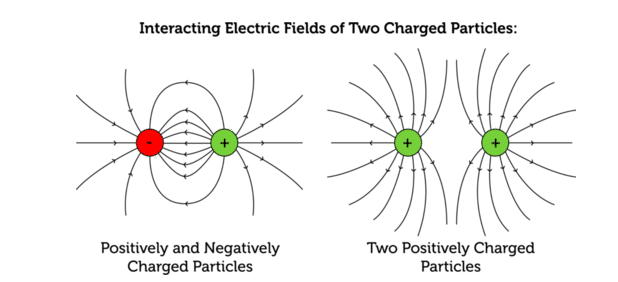 Interacting Electric Fields of Two Charged Particles:
-
+
+
+
Positively and Negatively
Charged Particles
Two Positively Charged
Particles